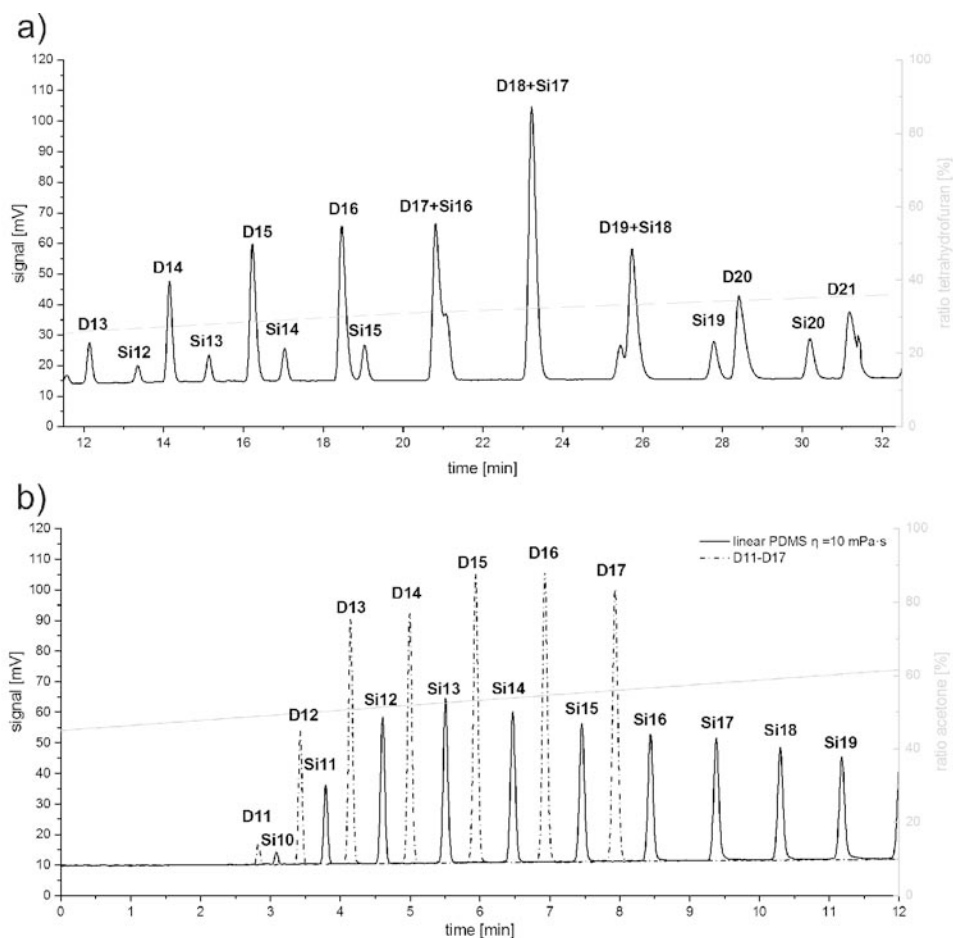 a)
D18+Si17
D17+Si16
D16
D19+Si18
D15
D14
D20
D21
D13
Si12
Si13
Si14
Si15
Si19
Si20
120
110
100
90
80
70
60
50
40
30
20
10
0
signal [mV]
100
80
60
40
20
0
ratio tetrahydrofuran [%]
12 14 16 18 20 22 24 26 28 30 32
time [min]
b)
linear PDMS η =10 mPa·s
D11-D17
D15
D16
D17
D13
D14
D12
Si12
Si13
Si14
Si15
Si16
Si17
Si18
Si19
Si11
D11
Si10
120
110
100
90
80
70
60
50
40
30
20
10
0
signal [mV]
100
80
60
40
20
0
ratio acetone [%]
0 1 2 3 4 5 6 7 8 9 10 11 12
time [min]